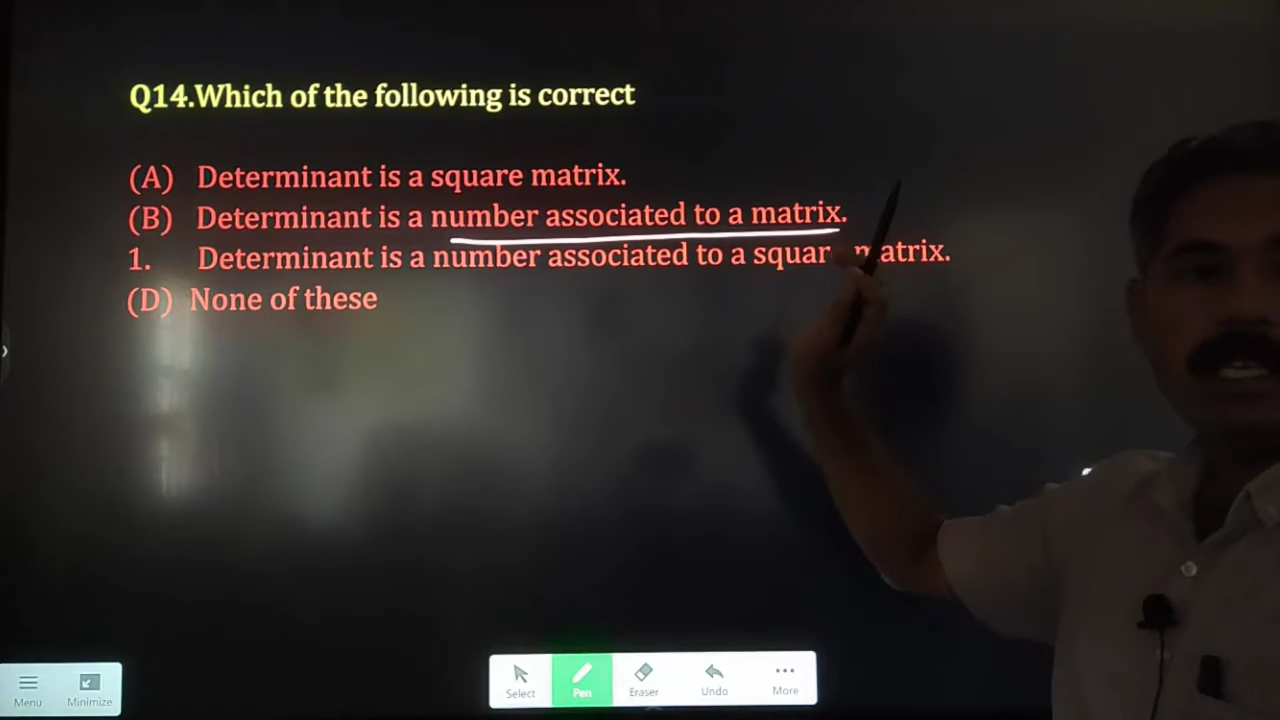 Q14.Which of the following is correct
(A) Determinant is a square matrix.
(B) Determinant is a number associated to a matrix.
1. Determinant is a number associated to a squar atrix.
(D) None of these
Menu
Minimize
Select
Pen
Eraser
Undo
More